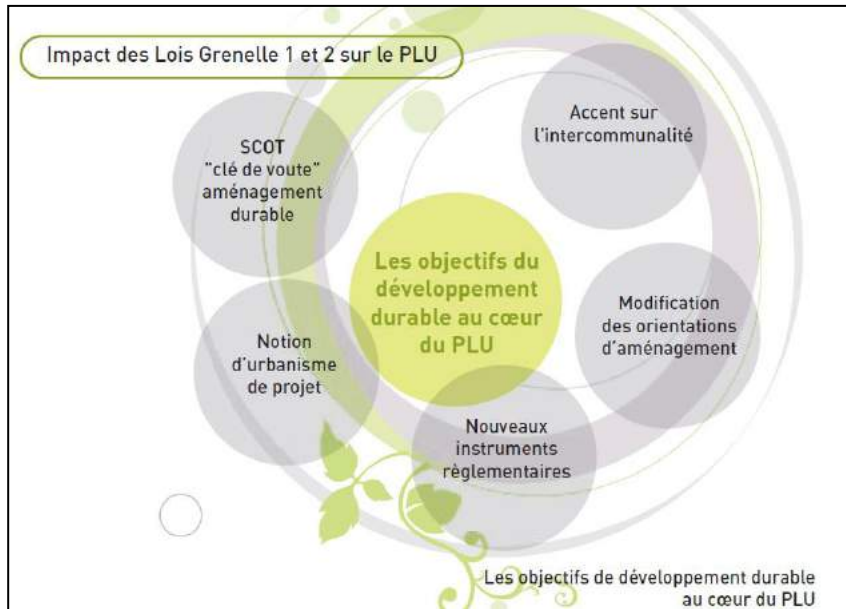 Impact des Lois Grenelle 1 et 2 sur le PLU
SCOT
"clé de voute"
aménagement
durable
Accent sur
l'intercommunalité
Les objectifs du
développement
durable au cœur
du PLU
Modification
des orientations
d'aménagement
Notion
d'urbanisme
de projet
Nouveaux
instruments
règlementaires
Les objectifs de développement durable
au cœur du PLU